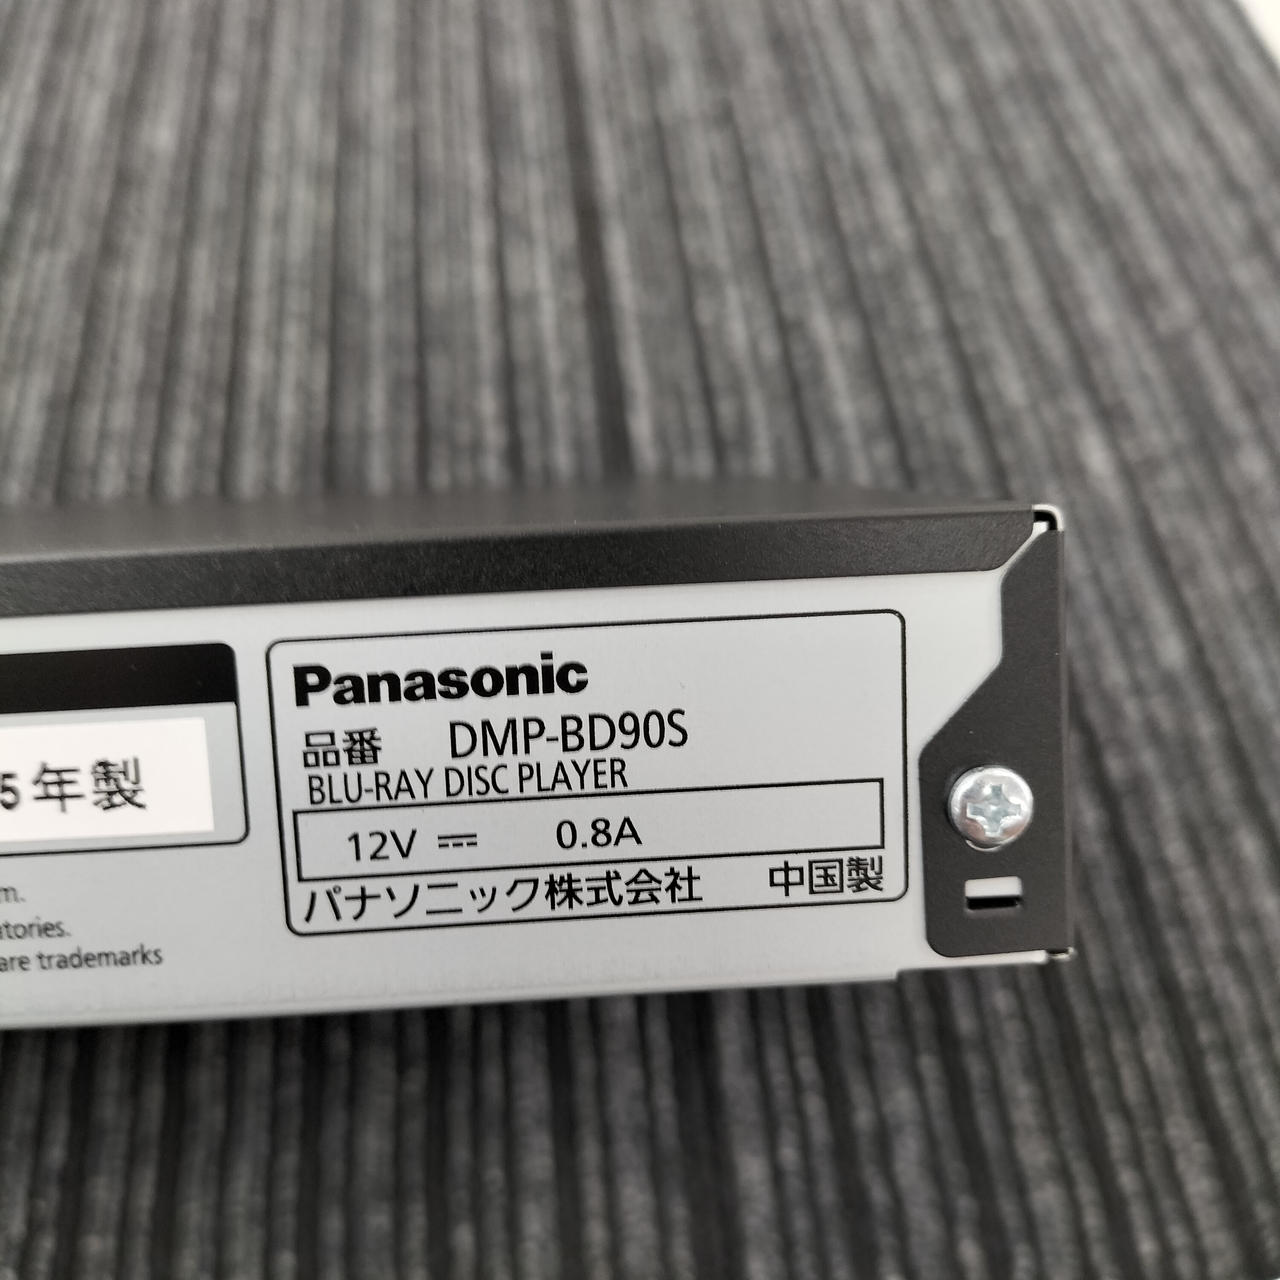 Panasonic
品番 DMP-BD90S
BLU-RAY DISC PLAYER
12V ⎓ 0.8A
パナソニック株式会社 中国製
5年製
m.
tories.
are trademarks